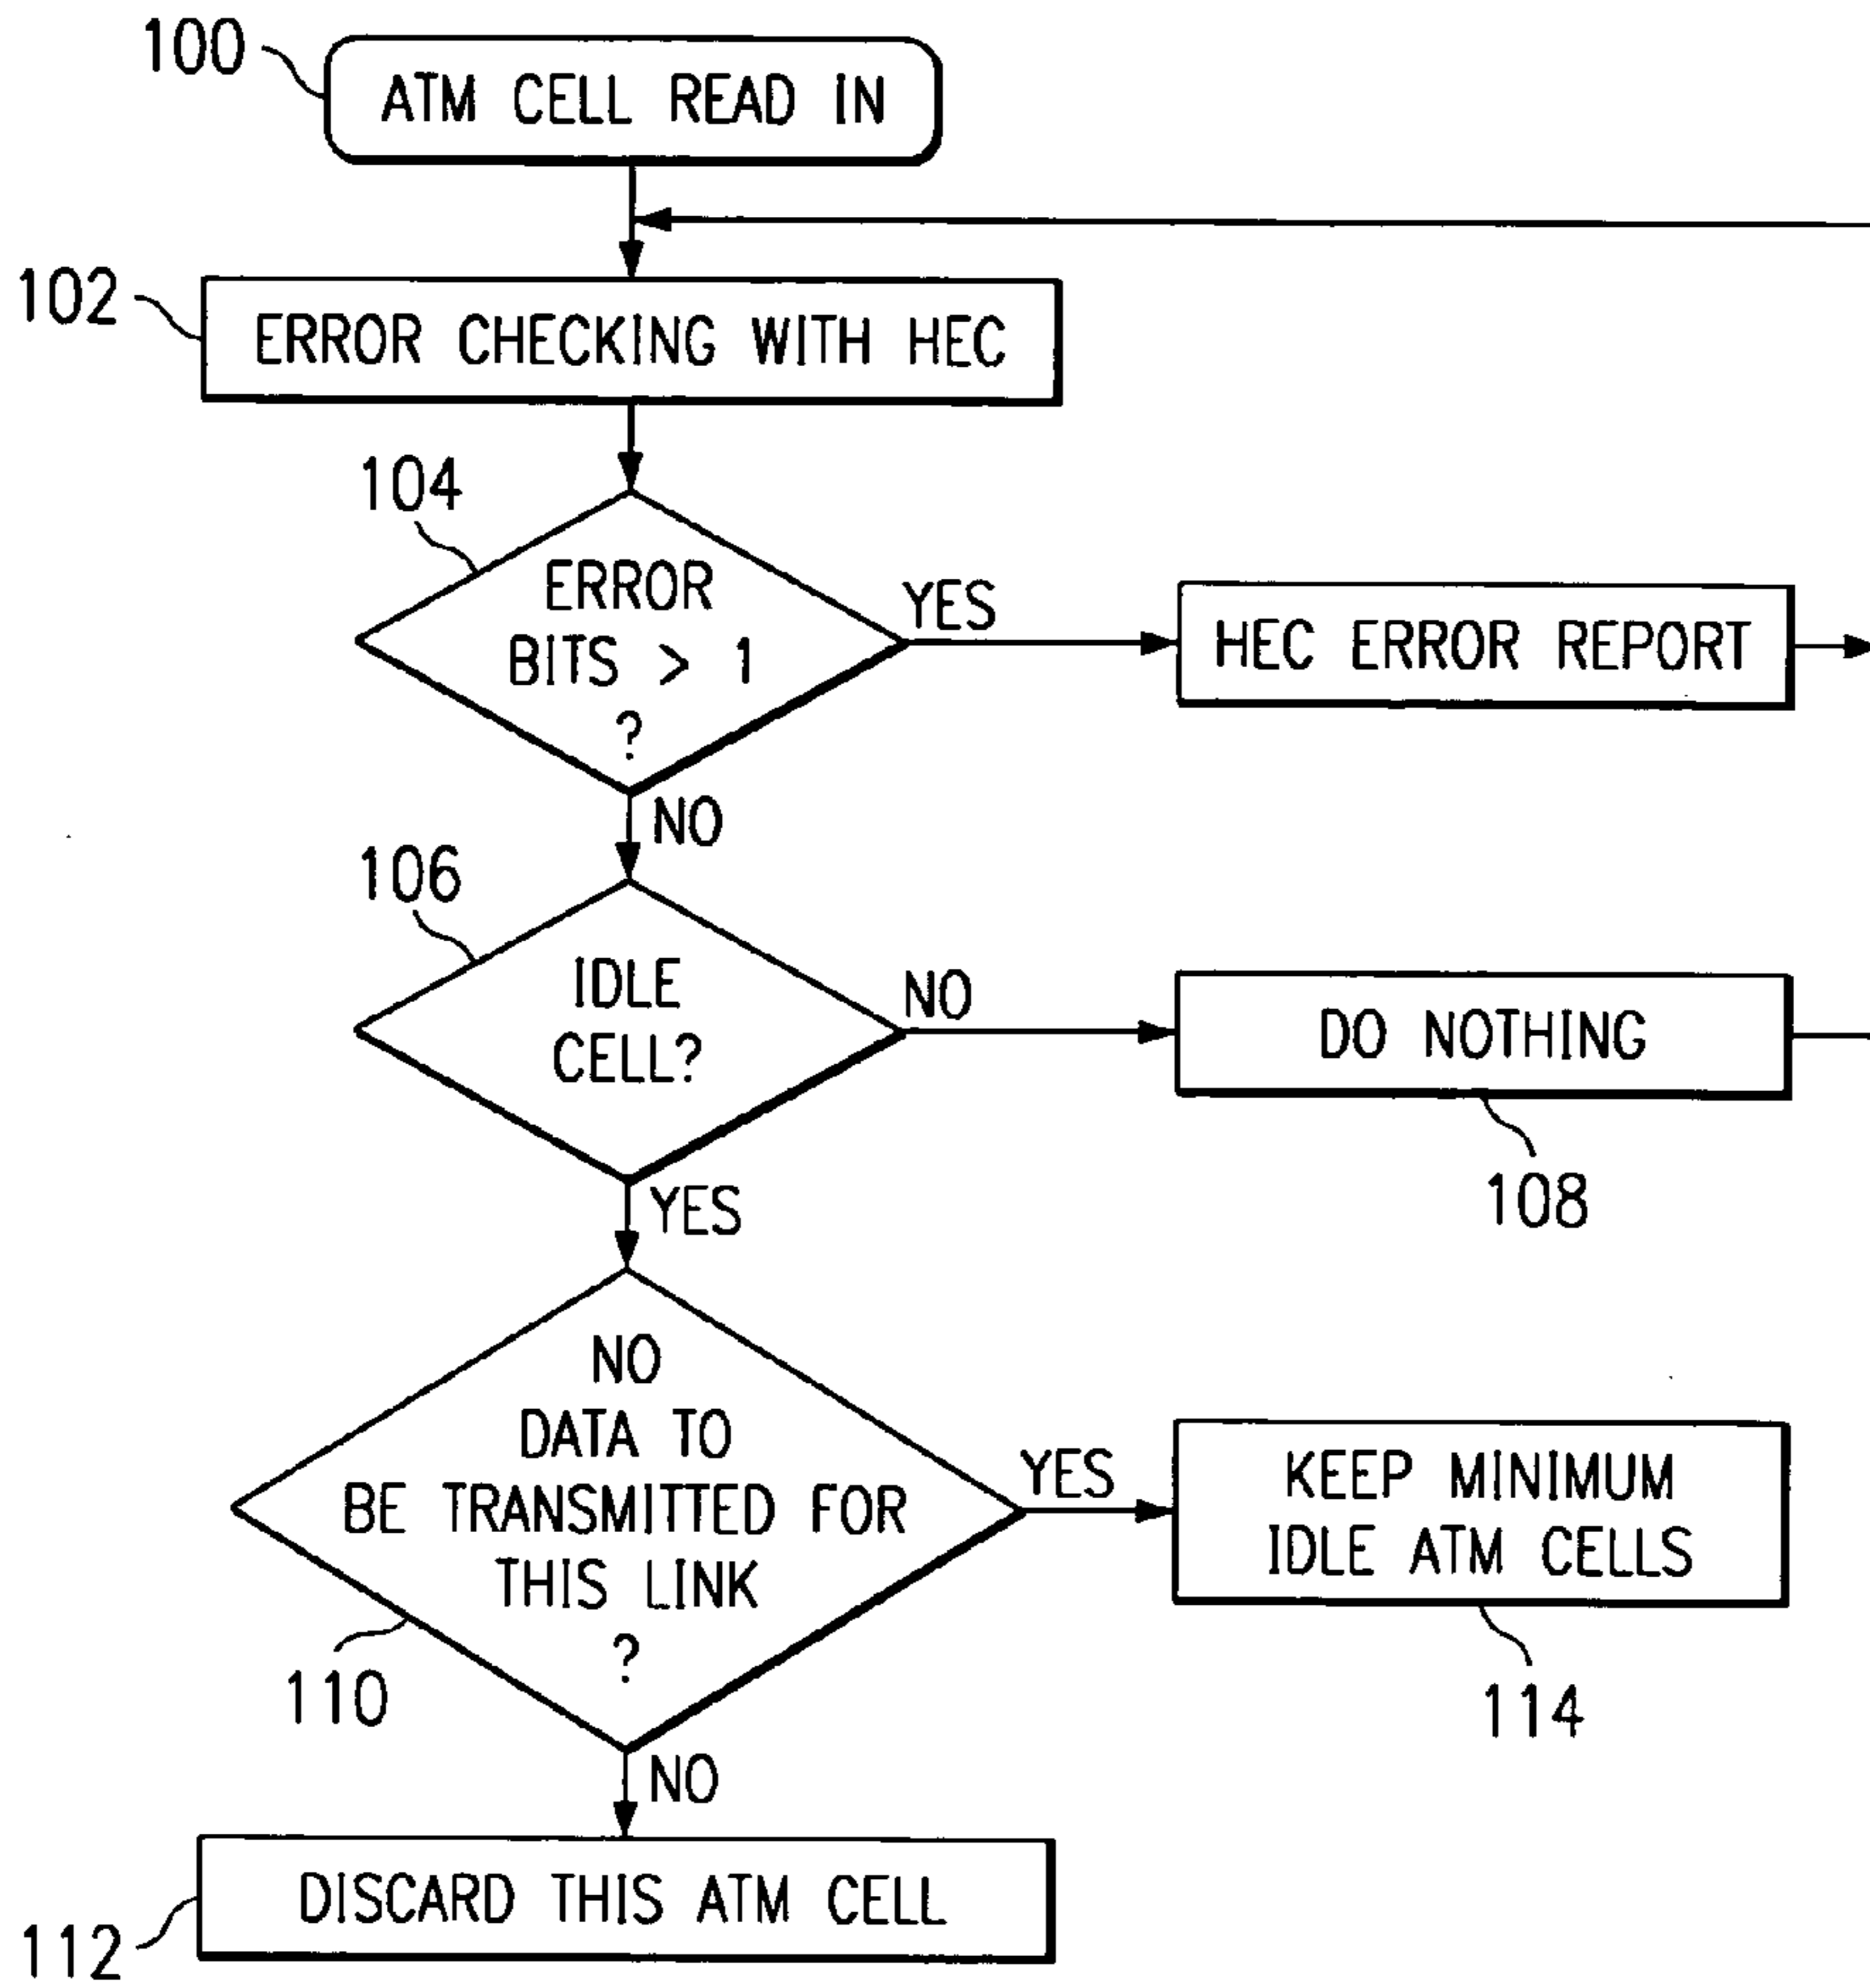 100
ATM CELL READ IN
102
ERROR CHECKING WITH HEC
104
ERROR
BITS > 1
?
YES
HEC ERROR REPORT
NO
106
IDLE
CELL?
NO
DO NOTHING
108
YES
NO
DATA TO
BE TRANSMITTED FOR
THIS LINK
?
110
YES
KEEP MINIMUM
IDLE ATM CELLS
114
NO
DISCARD THIS ATM CELL
112